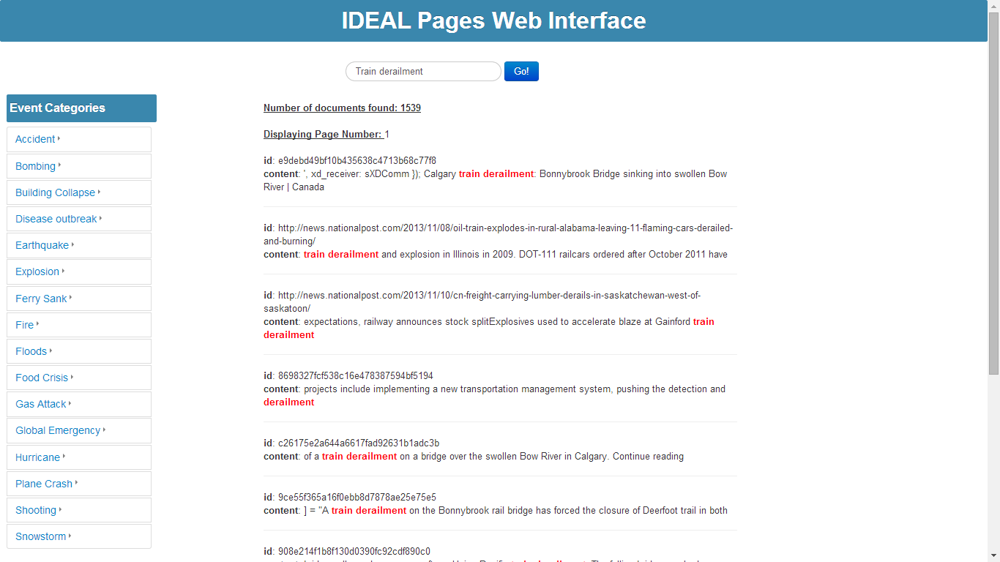 IDEAL Pages Web Interface
Train derailment
Go!
Event Categories
Accident
Bombing
Building Collapse
Disease outbreak
Earthquake
Explosion
Ferry Sank
Fire
Floods
Food Crisis
Gas Attack
Global Emergency
Hurricane
Plane Crash
Shooting
Snowstorm
Number of documents found: 1539
Displaying Page Number: 1
id: e9debd49bf10b435638c4713b68c77f8
content: ', xd_receiver: sXDComm }); Calgary train derailment: Bonnybrook Bridge sinking into swollen Bow
River | Canada
id: http://news.nationalpost.com/2013/11/08/oil-train-explodes-in-rural-alabama-leaving-11-flaming-cars-derailed-
and-burning/
content: train derailment and explosion in Illinois in 2009. DOT-111 railcars ordered after October 2011 have
id: http://news.nationalpost.com/2013/11/10/cn-freight-carrying-lumber-derails-in-saskatchewan-west-of-
saskatoon/
content: expectations, railway announces stock splitExplosives used to accelerate blaze at Gainford train
derailment
id: 8698327fcf538c16e478387594bf5194
content: projects include implementing a new transportation management system, pushing the detection and
derailment
id: c26175e2a644a6617fad92631b1adc3b
content: of a train derailment on a bridge over the swollen Bow River in Calgary. Continue reading
id: 9ce55f365a16f0ebb8d7878ae25e75e5
content: ] = "A train derailment on the Bonnybrook rail bridge has forced the closure of Deerfoot trail in both
id: 908e214f1b8f130d0390fc92cdf890c0